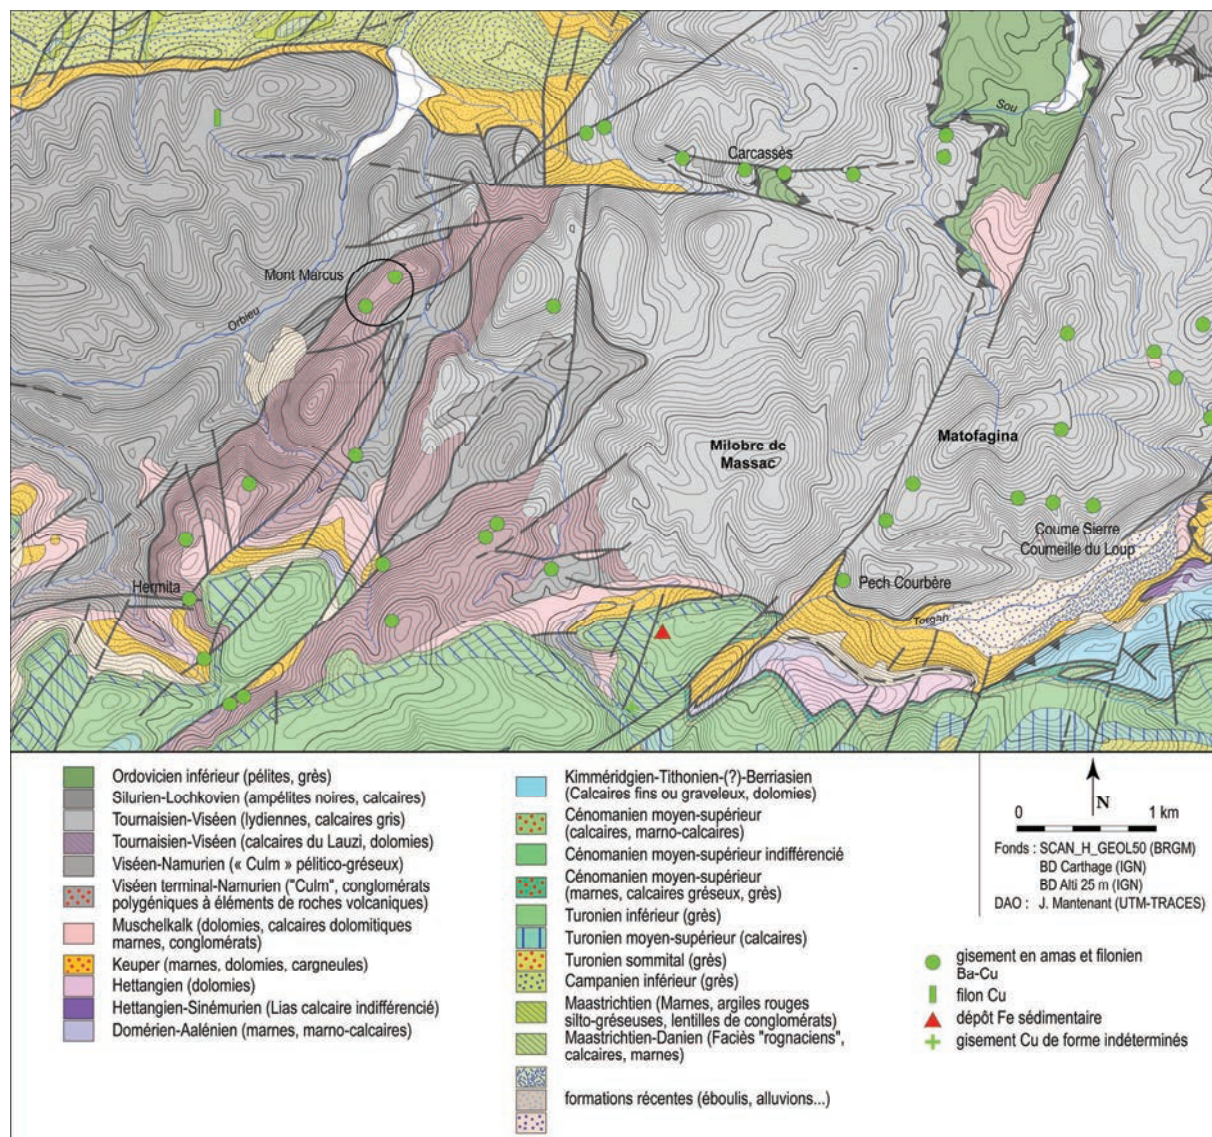 Sou
Carcassès
Mont Marcus
Orbieu
Milobre de
Massac
Matofagina
Coume Sierre
Coumeille du Loup
Pech Courbère
Hermita
Torgan
Ordovicien inférieur (pélites, grès)
Silurien-Lochkovien (ampélites noires, calcaires)
Tournaisien-Viséen (lydiennes, calcaires gris)
Tournaisien-Viséen (calcaires du Lauzi, dolomies)
Viséen-Namurien (« Culm » pélitico-gréseux)
Viséen terminal-Namurien ("Culm", conglomérats
polygéniques à éléments de roches volcaniques)
Muschelkalk (dolomies, calcaires dolomitiques
marnes, conglomérats)
Keuper (marnes, dolomies, cargneules)
Hettangien (dolomies)
Hettangien-Sinémurien (Lias calcaire indifférencié)
Domérien-Aalénien (marnes, marno-calcaires)
Kimméridgien-Tithonien-(?)-Berriasien
(Calcaires fins ou graveleux, dolomies)
Cénomanien moyen-supérieur
(calcaires, marno-calcaires)
Cénomanien moyen-supérieur indifférencié
Cénomanien moyen-supérieur
(marnes, calcaires gréseux, grès)
Turonien inférieur (grès)
Turonien moyen-supérieur (calcaires)
Turonien sommital (grès)
Campanien inférieur (grès)
Maastrichtien (Marnes, argiles rouges
silto-gréseuses, lentilles de conglomérats)
Maastrichtien-Danien (Faciès "rognaciens",
calcaires, marnes)
formations récentes (éboulis, alluvions...)
N
0 1 km
Fonds : SCAN_H_GEOL50 (BRGM)
BD Carthage (IGN)
BD Alti 25 m (IGN)
DAO : J. Mantenant (UTM-TRACES)
gisement en amas et filonien
Ba-Cu
filon Cu
dépôt Fe sédimentaire
gisement Cu de forme indéterminés